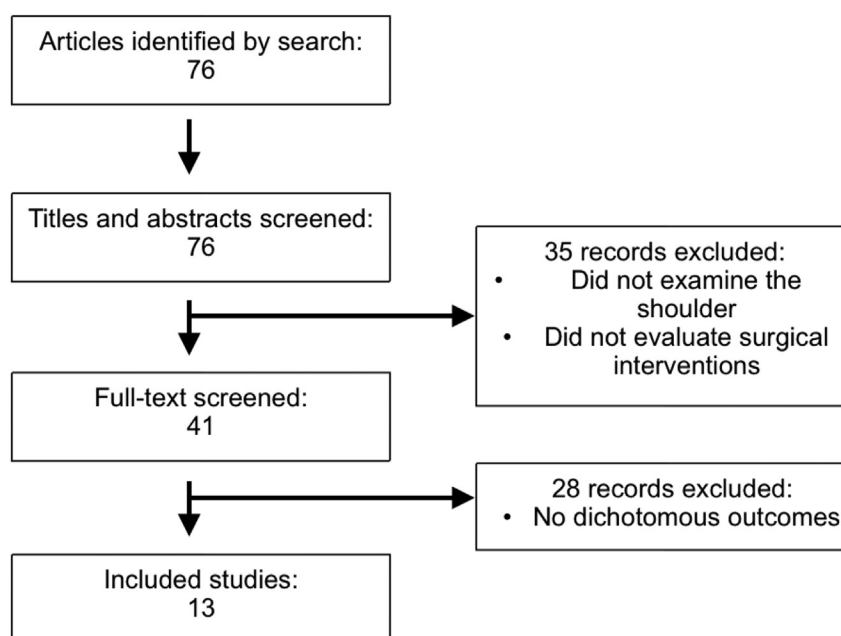 Articles identified by search:
76
Titles and abstracts screened:
76
35 records excluded:
• Did not examine the
shoulder
• Did not evaluate surgical
interventions
Full-text screened:
41
28 records excluded:
• No dichotomous outcomes
Included studies:
13